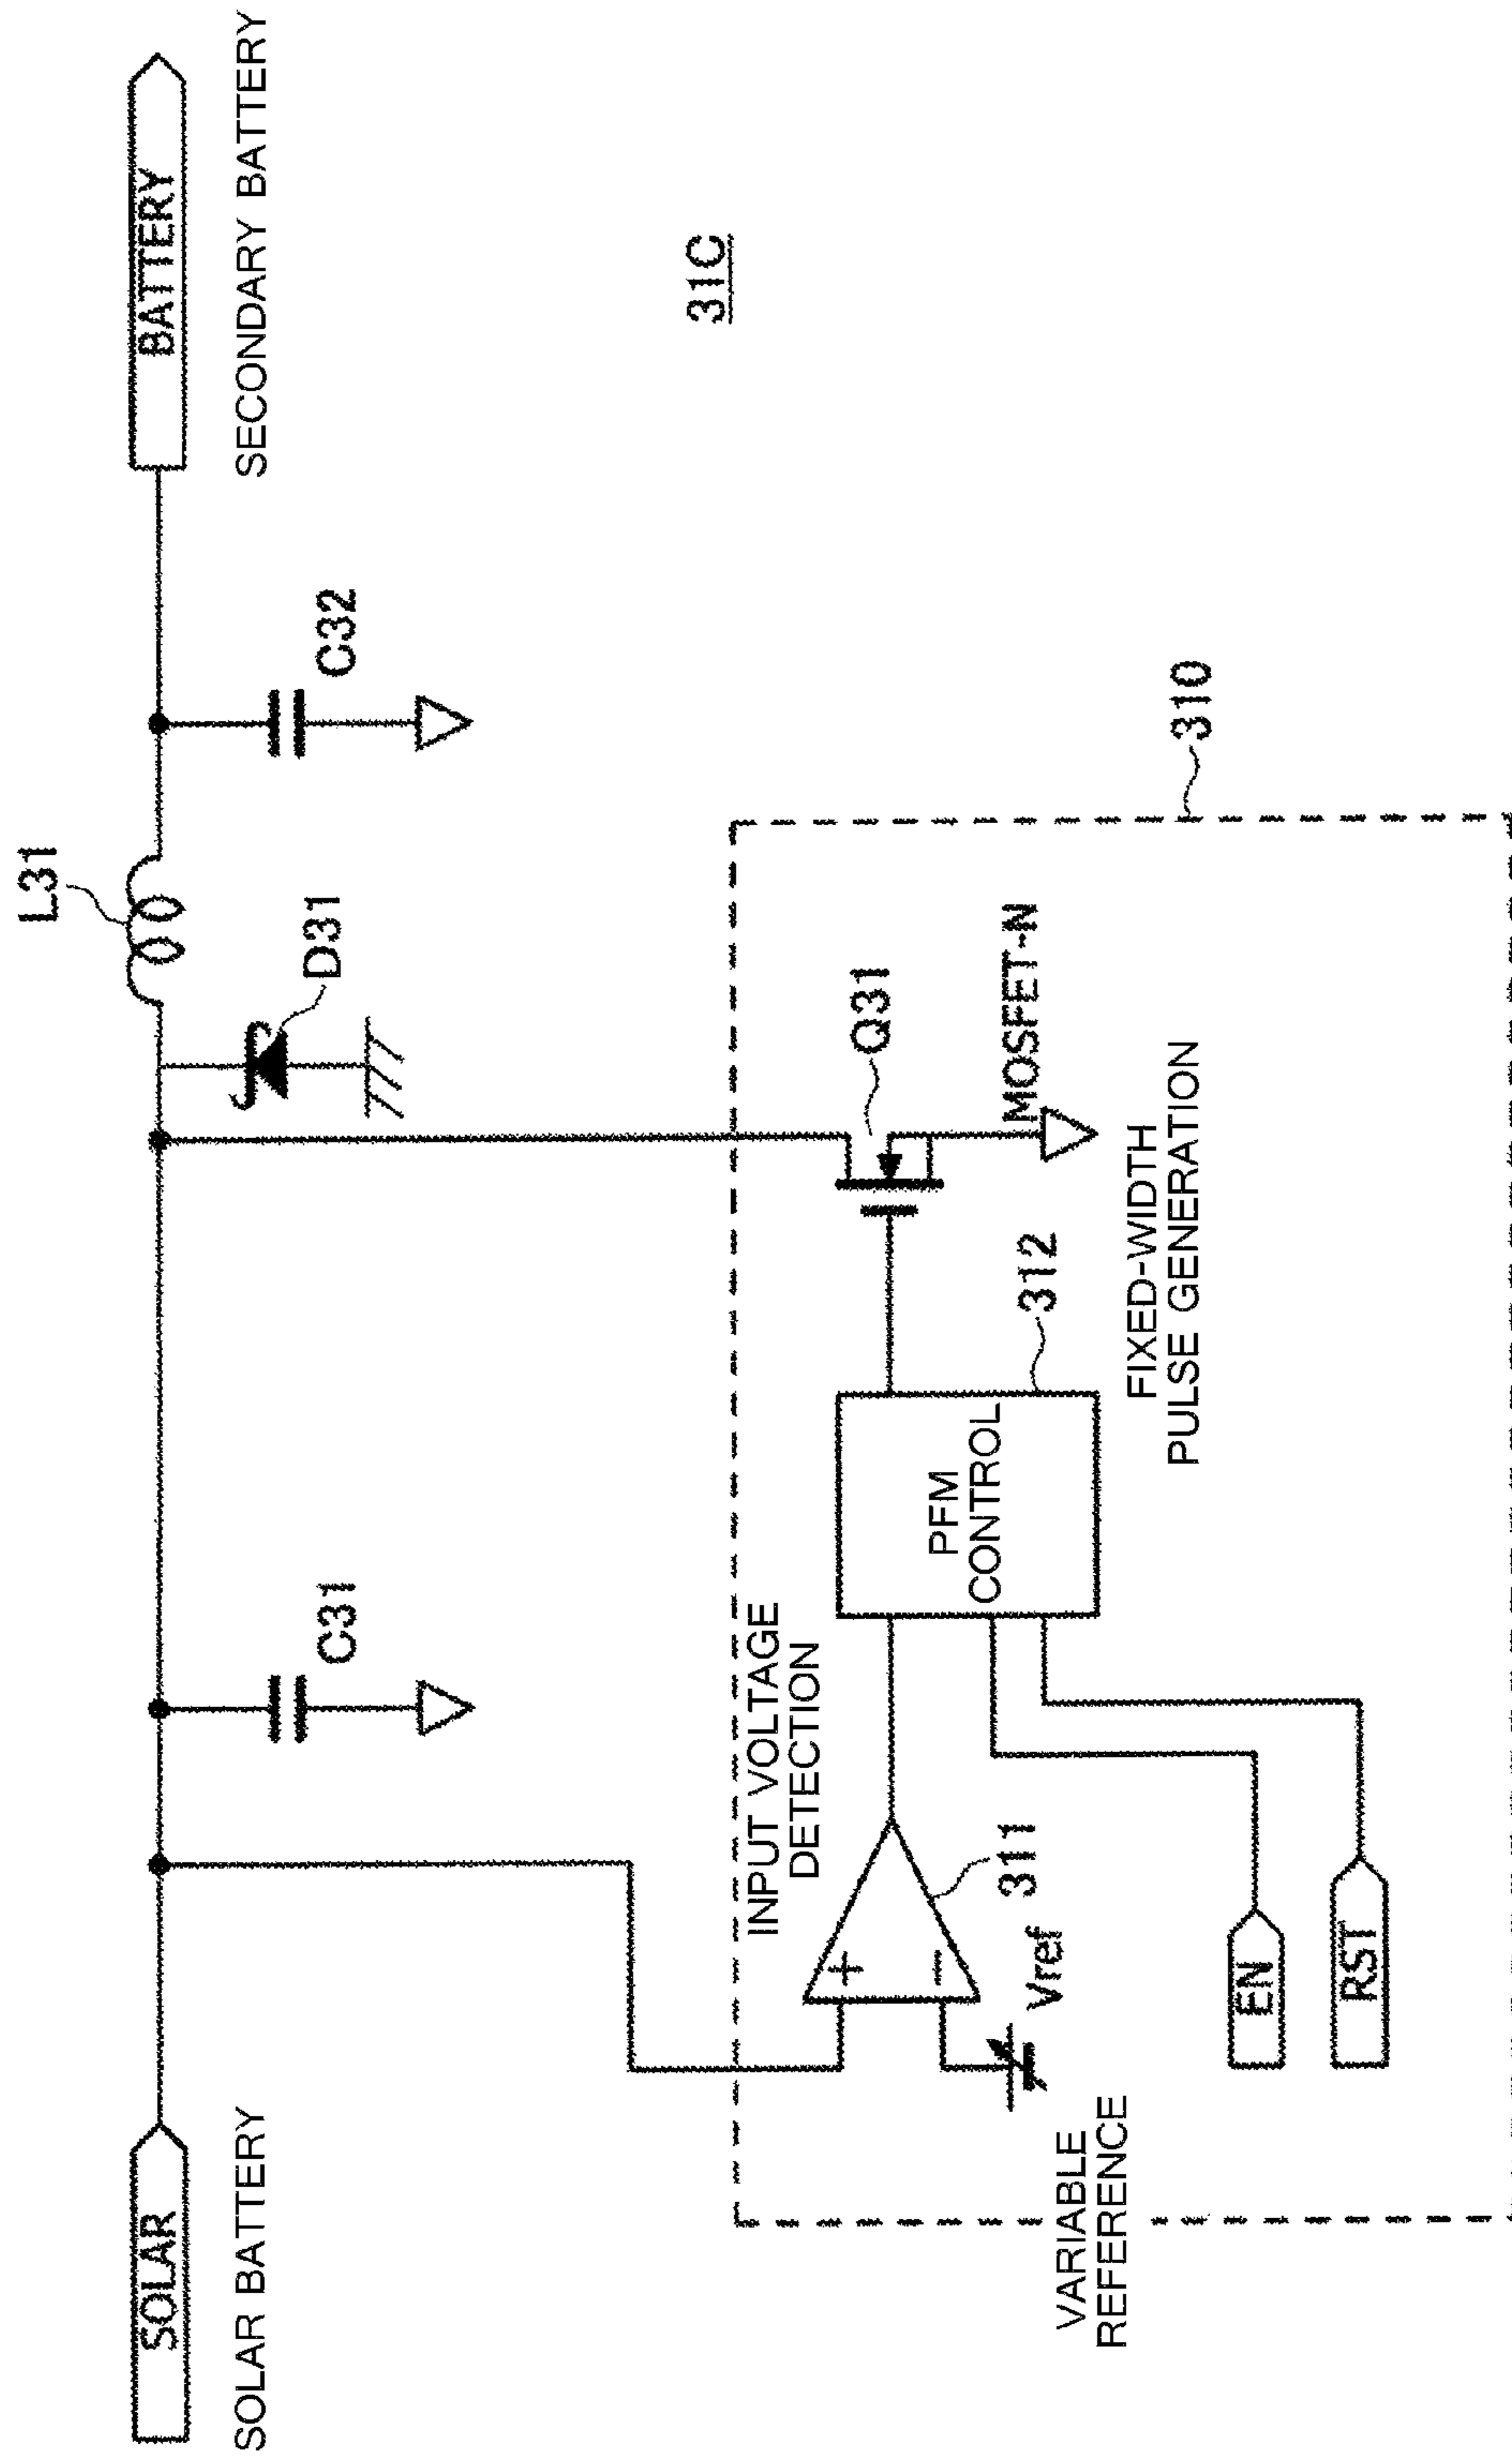 SOLAR
SOLAR BATTERY
C31
D31
L31
C32
BATTERY
SECONDARY BATTERY
31C
INPUT VOLTAGE
DETECTION
+
−
311
Vref
VARIABLE
REFERENCE
PFM
CONTROL
312
FIXED-WIDTH
PULSE GENERATION
Q31
MOSFET-N
310
EN
RST